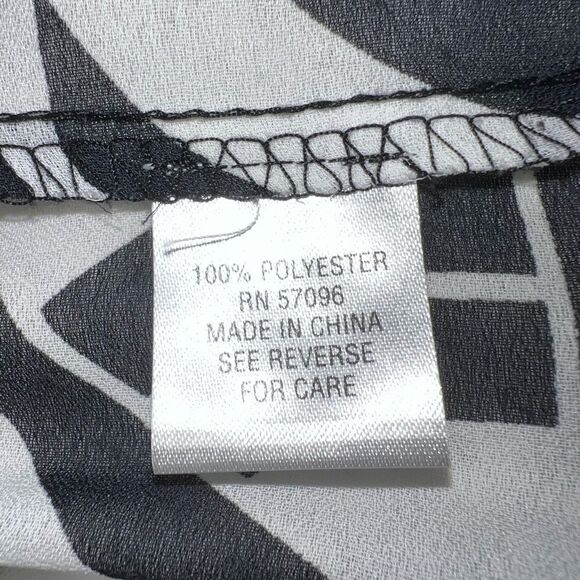 100% POLYESTER
RN 57096
MADE IN CHINA
SEE REVERSE
FOR CARE